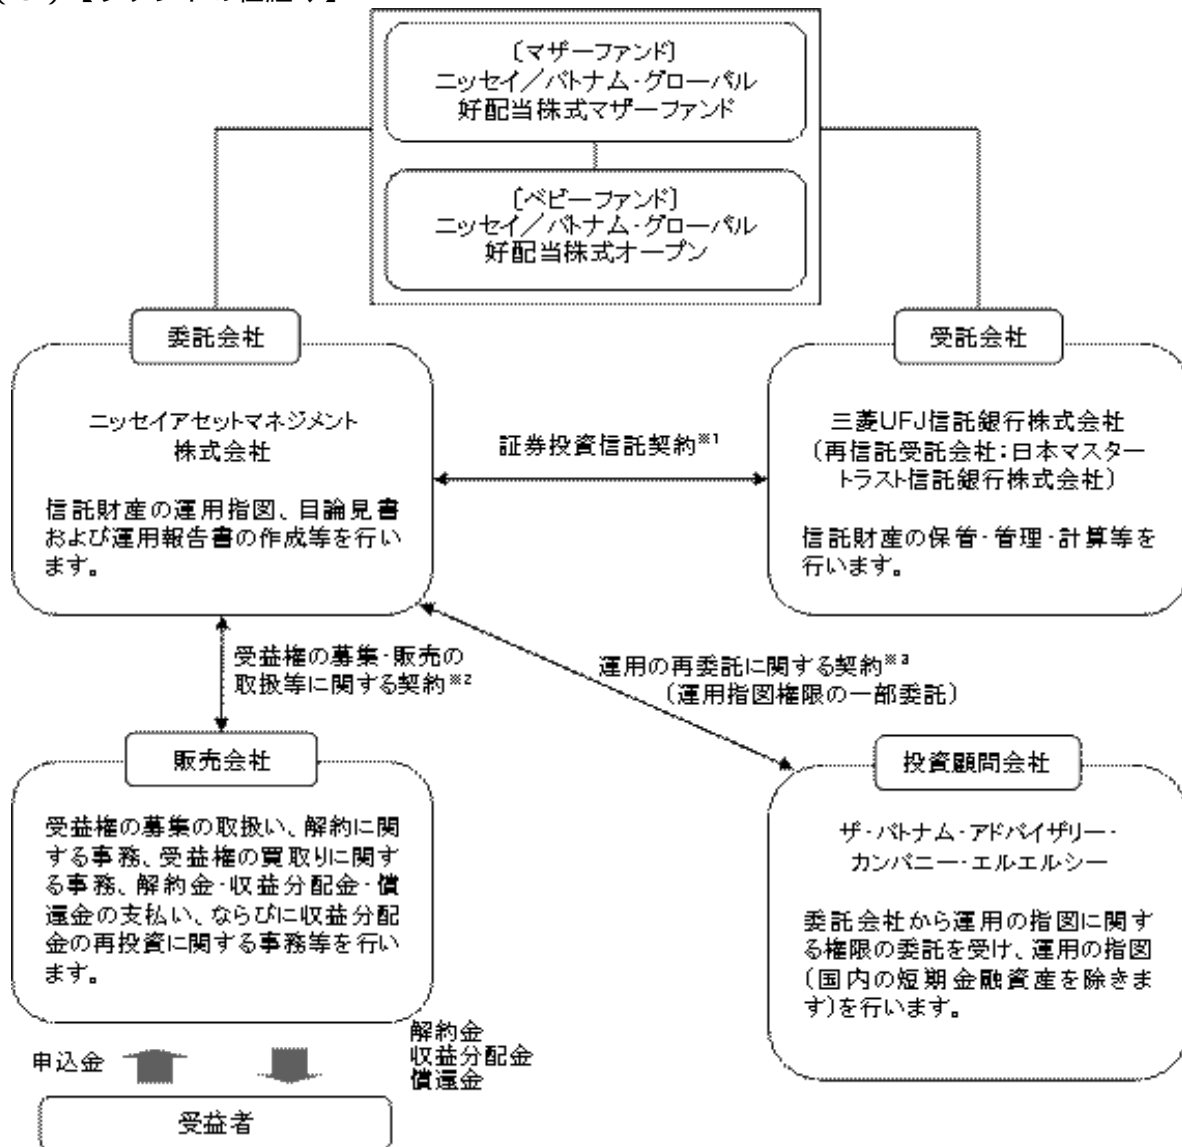 〔マザーファンド〕
ニッセイ／パトナム・グローバル
好配当株式マザーファンド
〔ベビーファンド〕
ニッセイ／パトナム・グローバル
好配当株式オープン
委託会社
ニッセイアセットマネジメント
株式会社
信託財産の運用指図、目論見書
および運用報告書の作成等を行い
ます。
証券投資信託契約※1
受託会社
三菱UFJ信託銀行株式会社
（再信託受託会社：日本マスター
トラスト信託銀行株式会社）
信託財産の保管・管理・計算等を
行います。
受益権の募集・販売の
取扱等に関する契約※2
運用の再委託に関する契約※3
（運用指図権限の一部委託）
販売会社
受益権の募集の取扱い、解約に関
する事務、受益権の買取りに関す
る事務、解約金・収益分配金・償
還金の支払い、ならびに収益分配
金の再投資に関する事務等を行い
ます。
投資顧問会社
ザ・パトナム・アドバイザリー・
カンパニー・エルエルシー
委託会社から運用の指図に関す
る権限の委託を受け、運用の指図
（国内の短期金融資産を除きま
す）を行います。
申込金
解約金
収益分配金
償還金
受益者